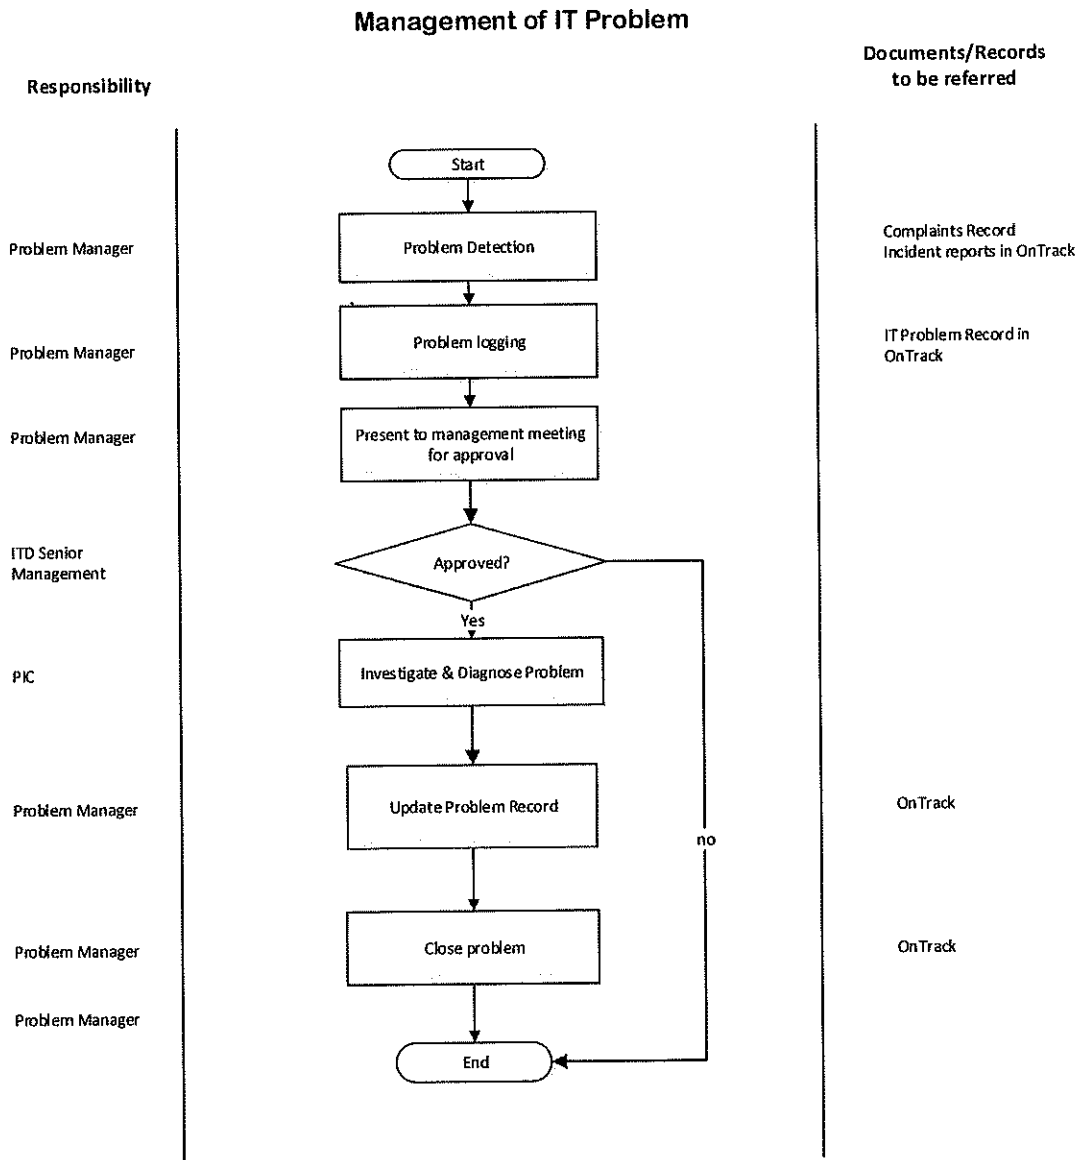 Management of IT Problem
Responsibility
Documents/Records
to be referred
Start
Problem Manager
Problem Detection
Complaints Record
Incident reports in OnTrack
Problem Manager
Problem logging
IT Problem Record in
OnTrack
Problem Manager
Present to management meeting
for approval
ITD Senior
Management
Approved?
Yes
PIC
Investigate & Diagnose Problem
Problem Manager
Update Problem Record
OnTrack
no
Problem Manager
Close problem
OnTrack
Problem Manager
End